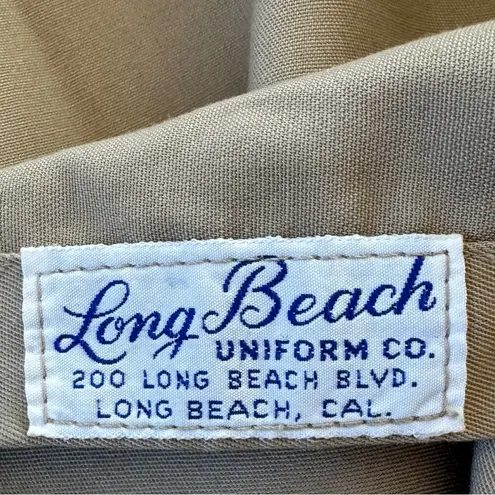 Long Beach
UNIFORM CO.
200 LONG BEACH BLVD.
LONG BEACH, CAL.